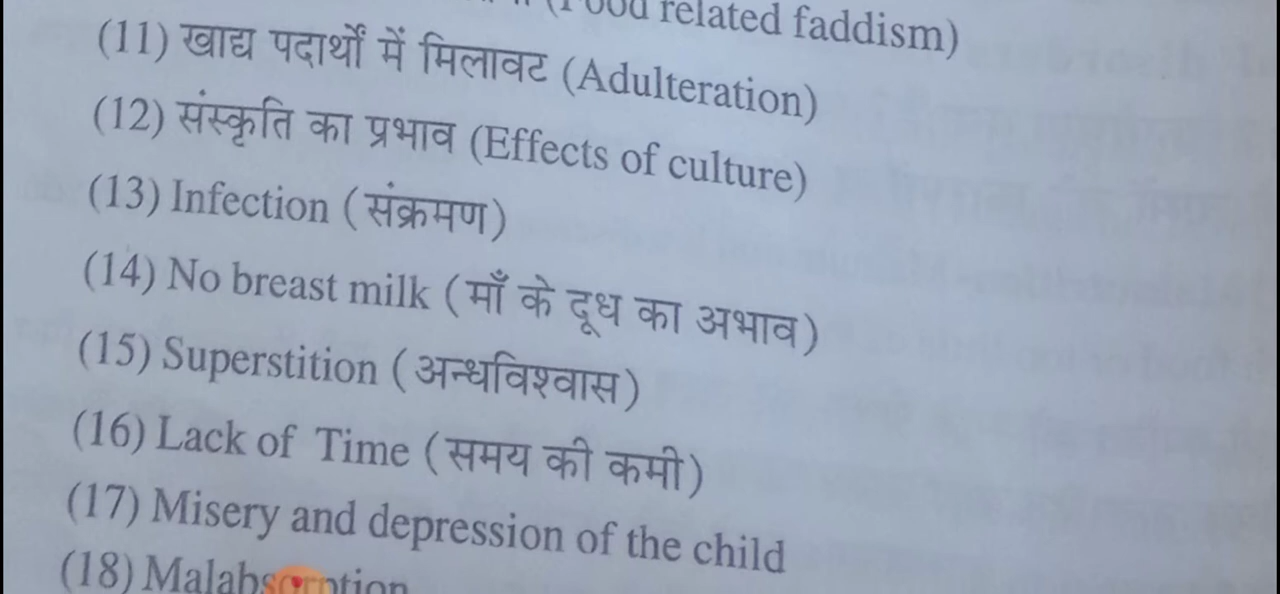 related faddism)
(11) खाद्य पदार्थों में मिलावट (Adulteration)
(12) संस्कृति का प्रभाव (Effects of culture)
(13) Infection (संक्रमण)
(14) No breast milk (माँ के दूध का अभाव)
(15) Superstition (अन्धविश्वास)
(16) Lack of Time (समय की कमी)
(17) Misery and depression of the child
(18) Malabsorption